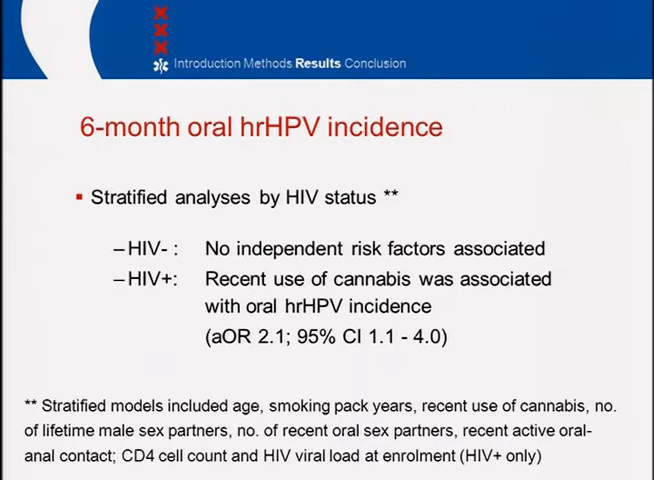 Introduction Methods Results Conclusion
6-month oral hrHPV incidence
▪ Stratified analyses by HIV status **
–HIV- : No independent risk factors associated
–HIV+: Recent use of cannabis was associated
with oral hrHPV incidence
(aOR 2.1; 95% CI 1.1 - 4.0)
** Stratified models included age, smoking pack years, recent use of cannabis, no.
of lifetime male sex partners, no. of recent oral sex partners, recent active oral-
anal contact; CD4 cell count and HIV viral load at enrolment (HIV+ only)